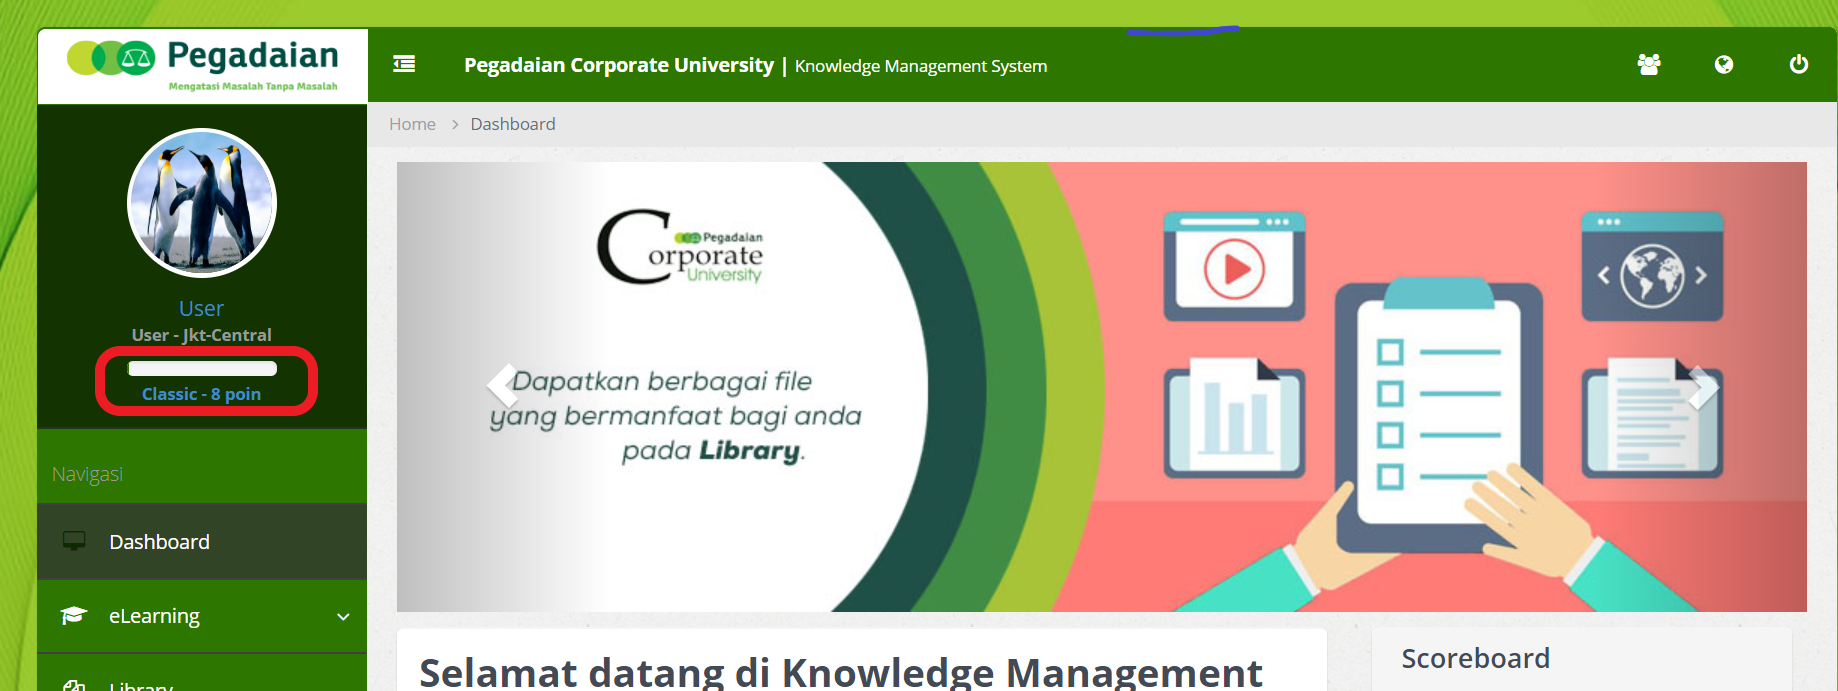 Pegadaian
Mengatasi Masalah Tanpa Masalah
Pegadaian Corporate University | Knowledge Management System
Home > Dashboard
User
User - Jkt-Central
Classic - 8 poin
Navigasi
Dashboard
eLearning
Library
Pegadaian
Corporate
University
Dapatkan berbagai file
yang bermanfaat bagi anda
pada Library.
Selamat datang di Knowledge Management
Scoreboard